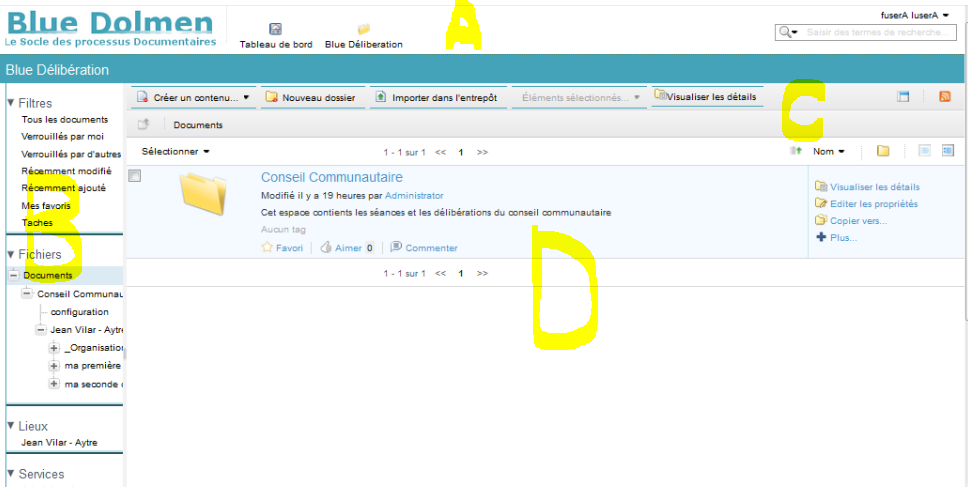 Blue Dolmen
Le Socle des processus Documentaires
Tableau de bord Blue Déliberation
A
fuserA luserA
Saisir des termes de recherche...
Blue Délibération
Filtres
Tous les documents
Verrouillés par moi
Verrouillés par d'autres
Récemment modifié
Récemment ajouté
Mes favoris
Taches
B
Fichiers
Documents
Conseil Communau
configuration
Jean Vilar - Aytre
_Organisation
ma première
ma seconde
Lieux
Jean Vilar - Aytre
Services
Créer un contenu... Nouveau dossier Importer dans l'entrepôt Éléments sélectionnés... Visualiser les détails
C
Documents
Sélectionner 1 - 1 sur 1 << 1 >> Nom
Conseil Communautaire
Modifié il y a 19 heures par Administrator
Cet espace contients les séances et les délibérations du conseil communautaire
Aucun tag
Favori Aimer 0 Commenter
Visualiser les détails
Editer les propriétés
Copier vers...
Plus...
D
1 - 1 sur 1 << 1 >>